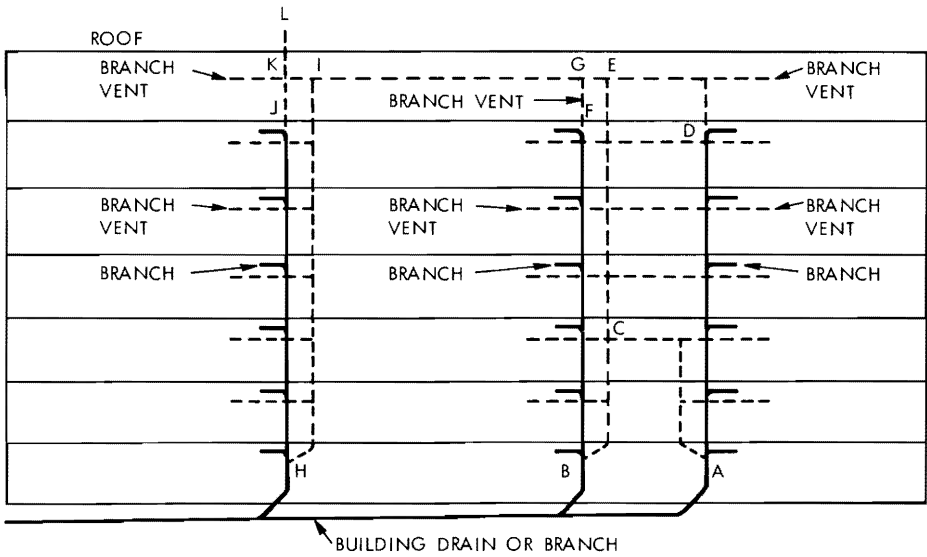 L
ROOF
K I G E
BRANCH VENT
BRANCH VENT
BRANCH VENT
J F
D
BRANCH VENT
BRANCH VENT
BRANCH VENT
BRANCH BRANCH BRANCH
C
H B A
BUILDING DRAIN OR BRANCH